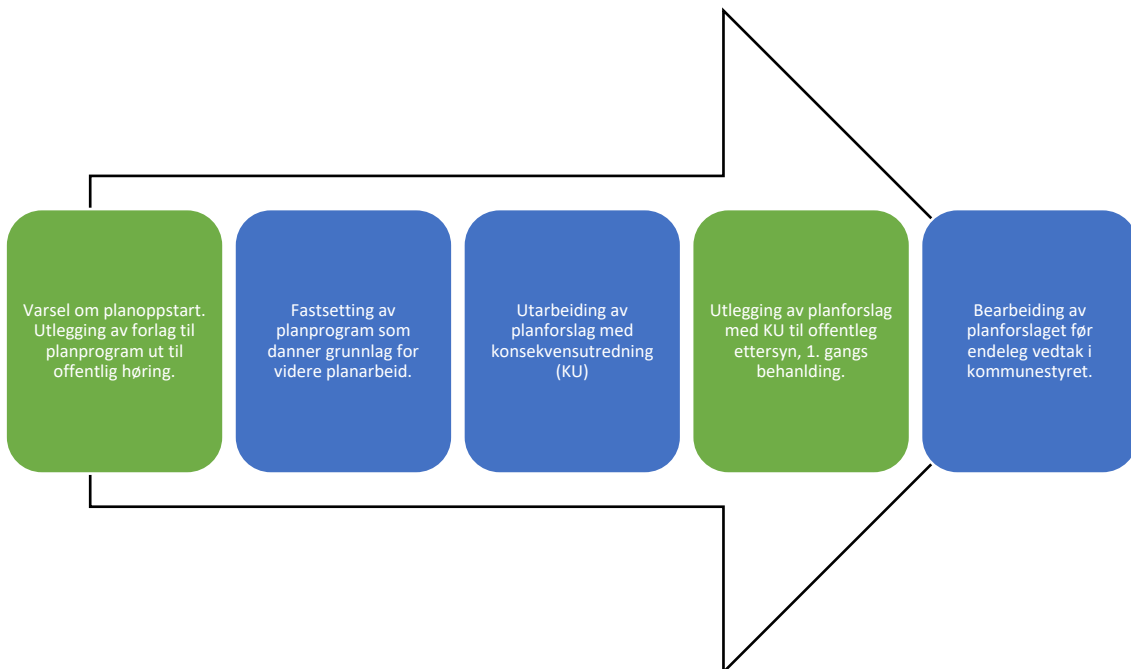 Varsel om planoppstart.
Utlegging av forlag til
planprogram ut til
offentlig høring.
Fastsetting av
planprogram som
danner grunnlag for
videre planarbeid.
Utarbeiding av
planforslag med
konsekvensutredning
(KU)
Utlegging av planforslag
med KU til offentleg
ettersyn, 1. gangs
behanlding.
Bearbeiding av
planforslaget før
endeleg vedtak i
kommunestyret.